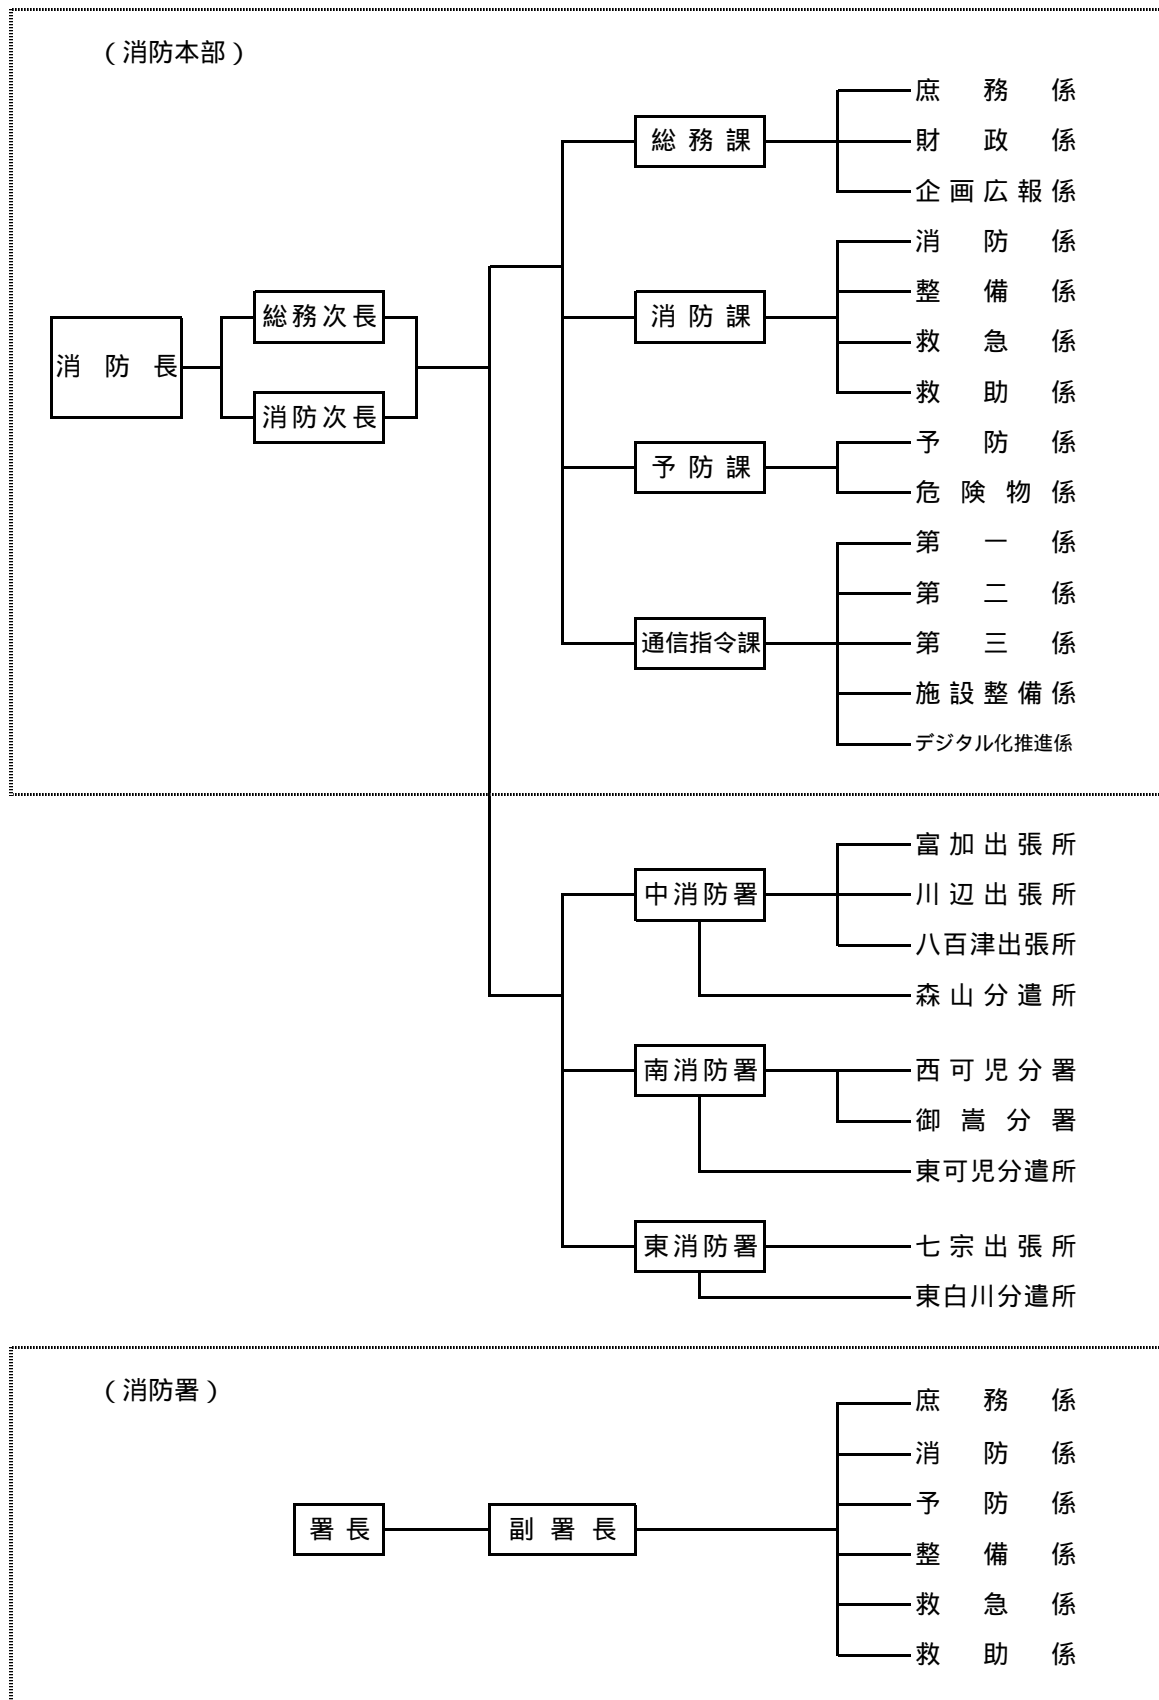 （消防本部）
庶務係
総務課
財政係
企画広報係
消防係
整備係
総務次長
消防課
救急係
消防長
救助係
消防次長
予防係
予防課
危険物係
第一係
第二係
通信指令課
第三係
施設整備係
デジタル化推進係
富加出張所
中消防署
川辺出張所
八百津出張所
森山分遣所
南消防署
西可児分署
御嵩分署
東可児分遣所
東消防署
七宗出張所
東白川分遣所
（消防署）
庶務係
消防係
予防係
署長
副署長
整備係
救急係
救助係